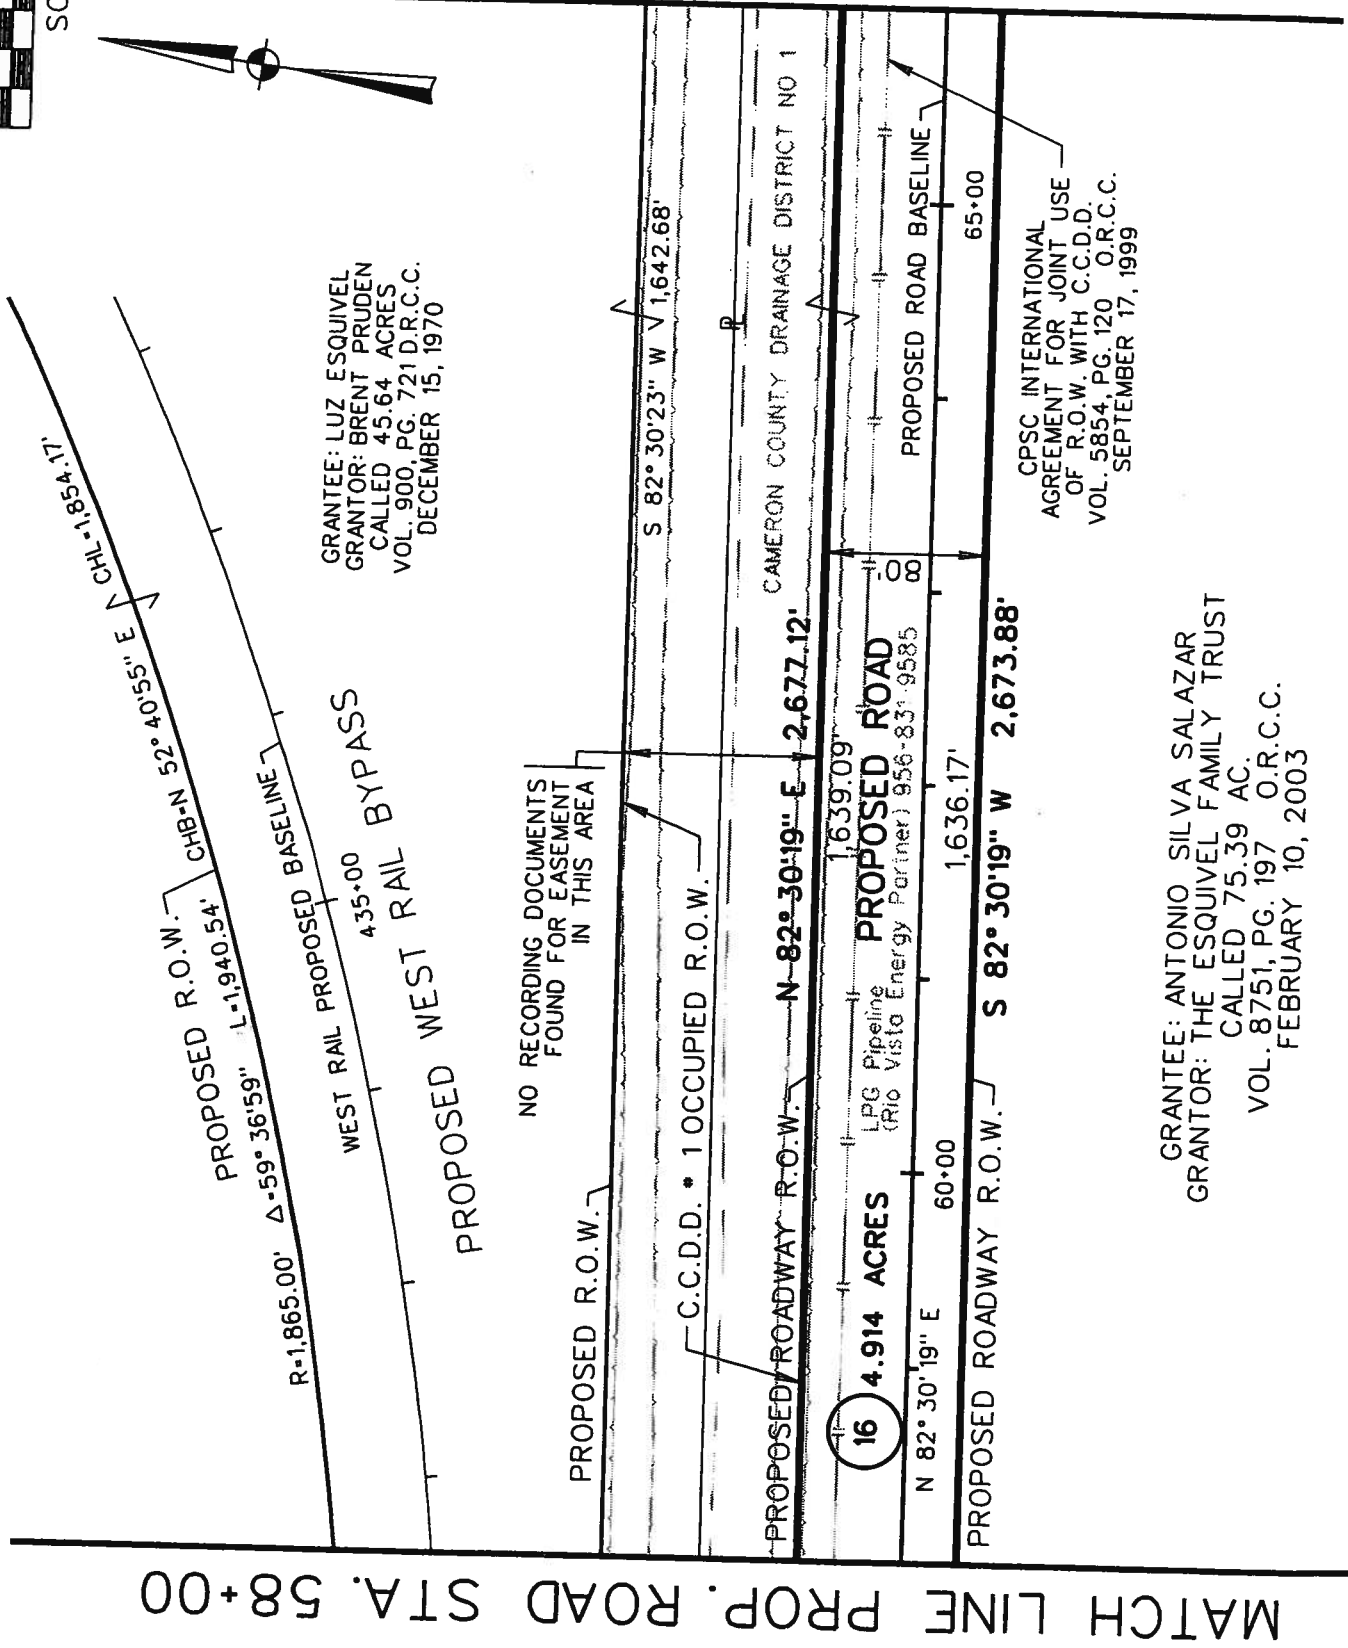 SC
CHL=1,854.17'
CHB=N 52° 40'55" E
PROPOSED R.O.W.
R=1,865.00' Δ=59° 36'59" L=1,940.54'
WEST RAIL PROPOSED BASELINE
435+00
PROPOSED WEST RAIL BYPASS
GRANTEE: LUZ ESQUIVEL
GRANTOR: BRENT PRUDEN
CALLED 45.64 ACRES
VOL. 900, PG. 721 D.R.C.C.
DECEMBER 15, 1970
NO RECORDING DOCUMENTS
FOUND FOR EASEMENT
IN THIS AREA
PROPOSED R.O.W.
S 82° 30'23" W 1,642.68'
C.C.D.D. # 1 OCCUPIED R.O.W.
CAMERON COUNTY DRAINAGE DISTRICT NO 1
PROPOSED ROADWAY R.O.W.
N 82° 30'19" E 2,677.12'
1,639.09'
16
4.914 ACRES
PROPOSED ROAD
LPG Pipeline
(Rio Vista Energy Partner) 956-831-9585
80'
PROPOSED ROAD BASELINE
N 82° 30'19" E
60+00
1,636.17'
65+00
PROPOSED ROADWAY R.O.W.
S 82° 30'19" W 2,673.88'
CPSC INTERNATIONAL
AGREEMENT FOR JOINT USE
OF R.O.W. WITH C.C.D.D.
VOL. 5854, PG. 120 O.R.C.C.
SEPTEMBER 17, 1999
GRANTEE: ANTONIO SILVA SALAZAR
GRANTOR: THE ESQUIVEL FAMILY TRUST
CALLED 75.39 AC.
VOL. 8751, PG. 197 O.R.C.C.
FEBRUARY 10, 2003
MATCH LINE PROP. ROAD STA. 58+00